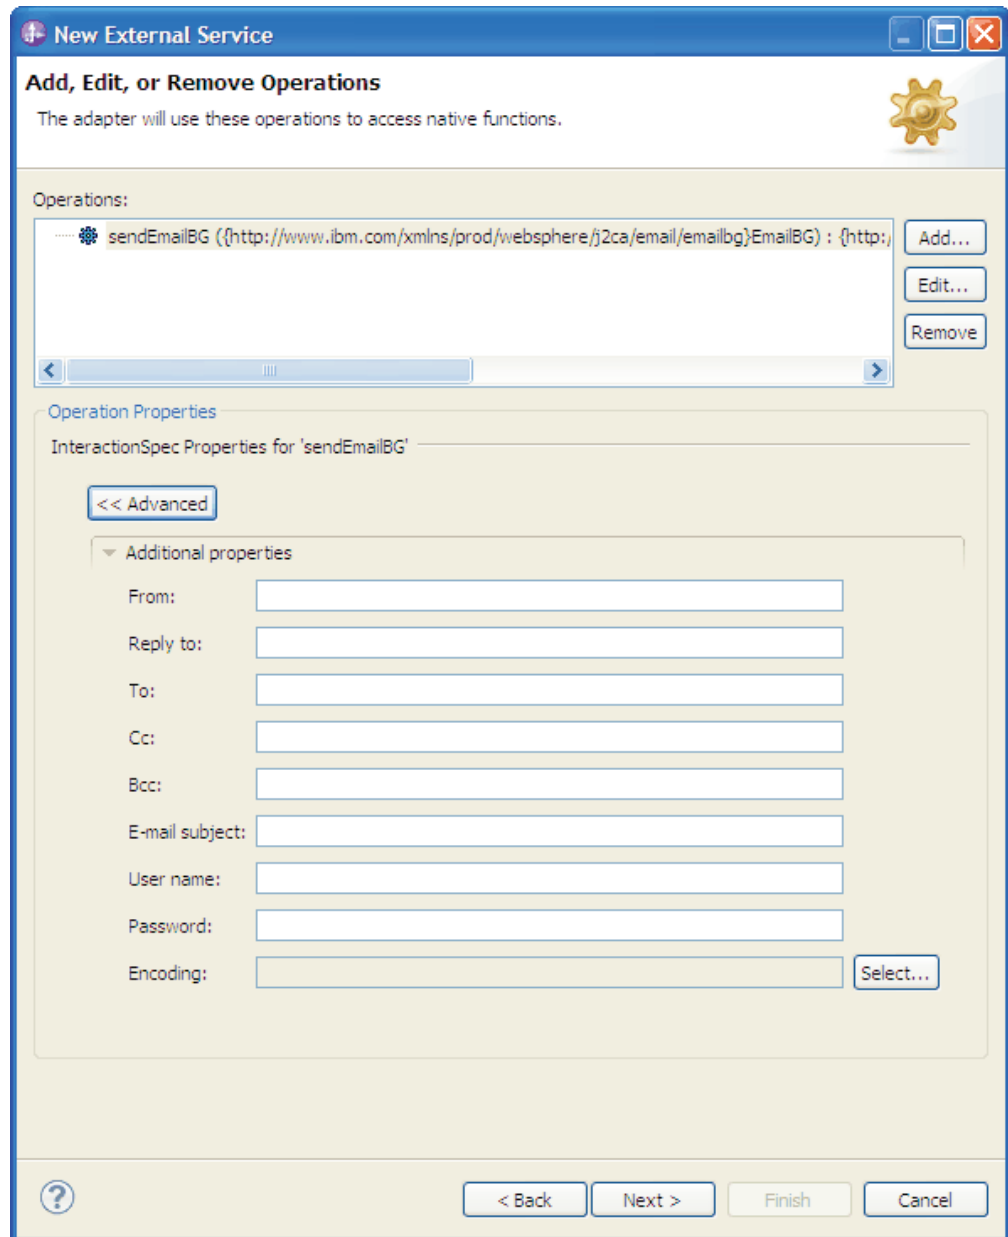 New External Service
Add, Edit, or Remove Operations
The adapter will use these operations to access native functions.
Operations:
sendEmailBG ({http://www.ibm.com/xmlns/prod/websphere/j2ca/email/emailbg}EmailBG) : {http:/
Add...
Edit...
Remove
Operation Properties
InteractionSpec Properties for 'sendEmailBG'
<< Advanced
Additional properties
From:
Reply to:
To:
Cc:
Bcc:
E-mail subject:
User name:
Password:
Encoding: Select...
? < Back Next > Finish Cancel